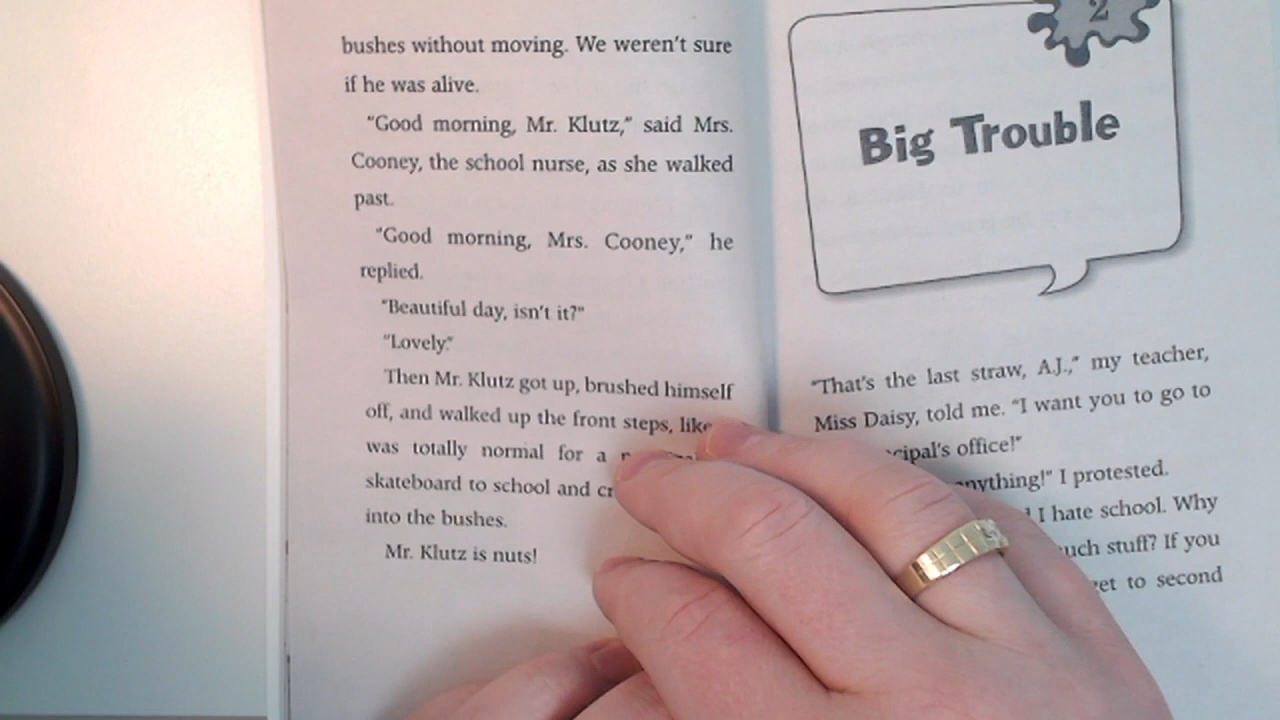 bushes without moving. We weren't sure
if he was alive.
"Good morning, Mr. Klutz," said Mrs.
Cooney, the school nurse, as she walked
past.
"Good morning, Mrs. Cooney," he
replied.
"Beautiful day, isn't it?"
"Lovely."
Then Mr. Klutz got up, brushed himself
off, and walked up the front steps, like
was totally normal for a
skateboard to school and
into the bushes.
Mr. Klutz is nuts!
2
Big Trouble
"That's the last straw, A.J.," my teacher,
Miss Daisy, told me. "I want you to go to
office!"
I protested.
I hate school. Why
stuff? If you
to second